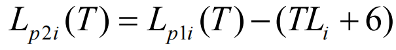 L_{p2i}(T) = L_{p1i}(T) − (TL_i + 6)